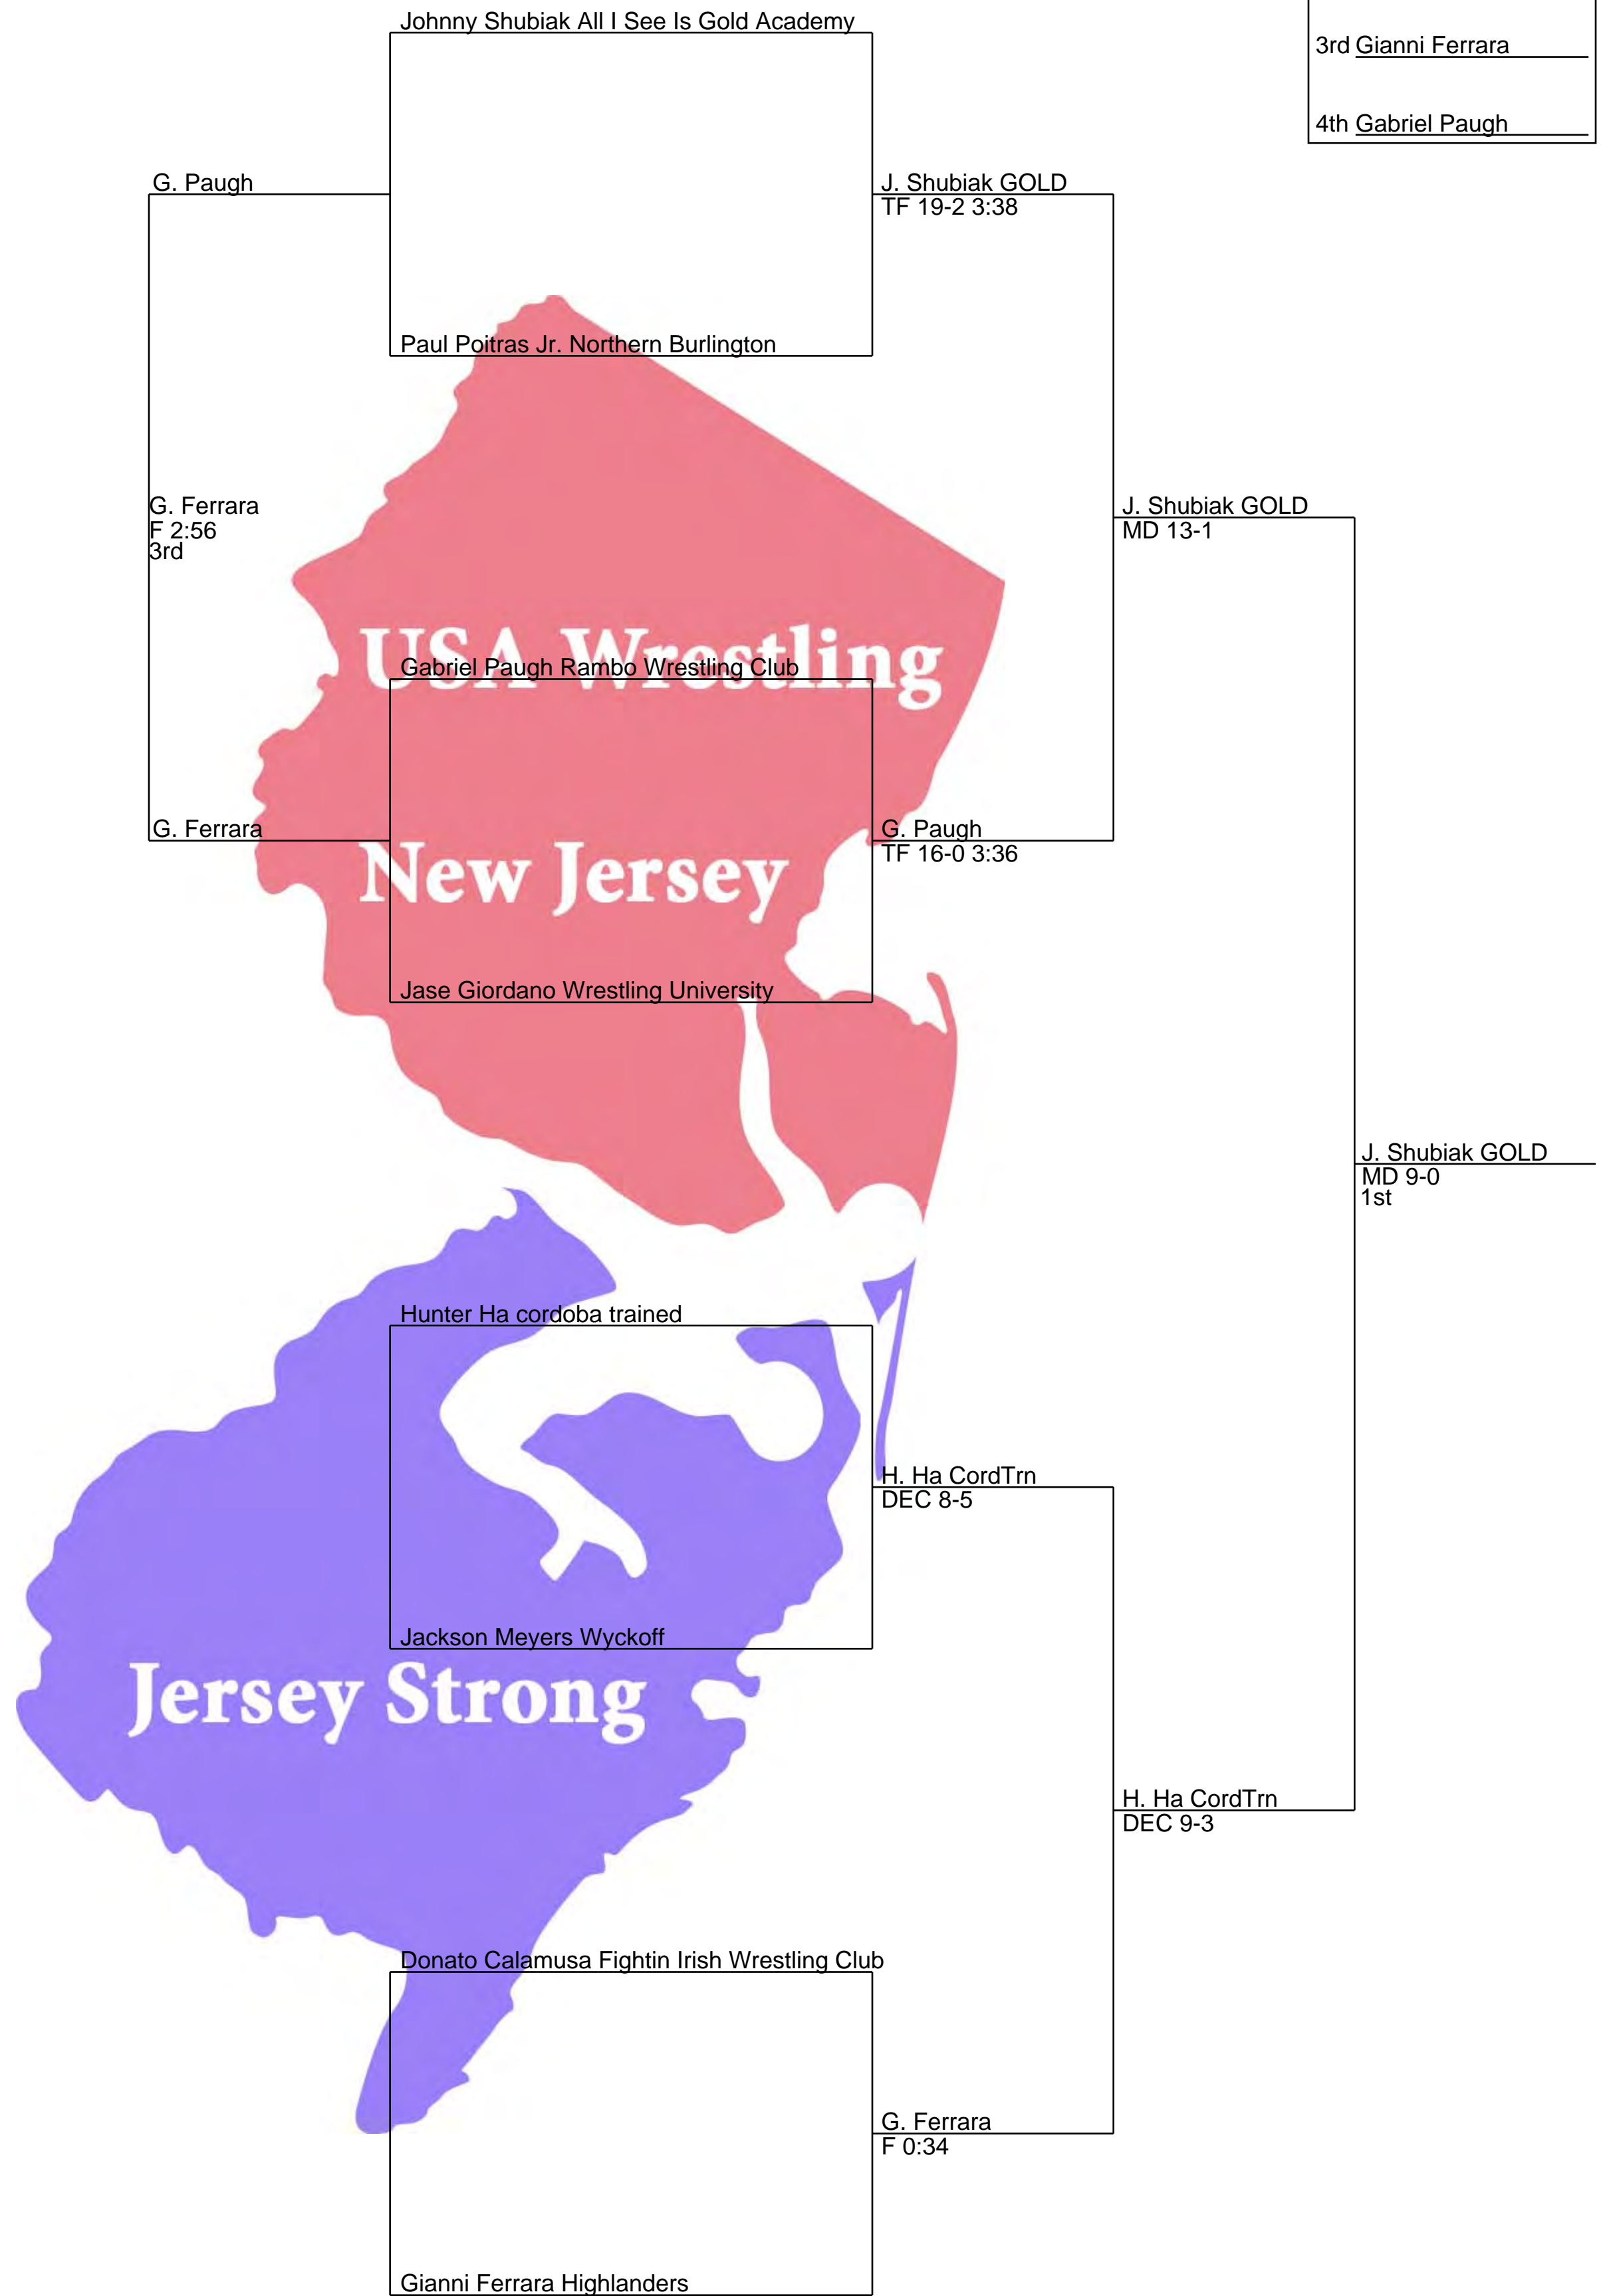 Johnny Shubiak All I See Is Gold Academy
3rd Gianni Ferrara
4th Gabriel Paugh
G. Paugh
J. Shubiak GOLD
TF 19-2 3:38
Paul Poitras Jr. Northern Burlington
G. Ferrara
F 2:56
3rd
J. Shubiak GOLD
MD 13-1
USA Wrestling
Gabriel Paugh Rambo Wrestling Club
G. Ferrara
G. Paugh
TF 16-0 3:36
New Jersey
Jase Giordano Wrestling University
J. Shubiak GOLD
MD 9-0
1st
Hunter Ha cordoba trained
H. Ha CordTrn
DEC 8-5
Jackson Meyers Wyckoff
Jersey Strong
H. Ha CordTrn
DEC 9-3
Donato Calamusa Fightin Irish Wrestling Club
G. Ferrara
F 0:34
Gianni Ferrara Highlanders